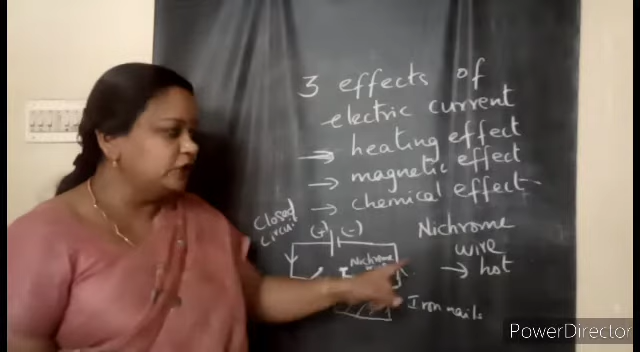 3 effects of
electric current
→ heating effect
→ magnetic effect
→ chemical effect
Closed
Circuit
(+) (-)
Nichrome
Nichrome
wire
→ hot
Iron nails
PowerDirector